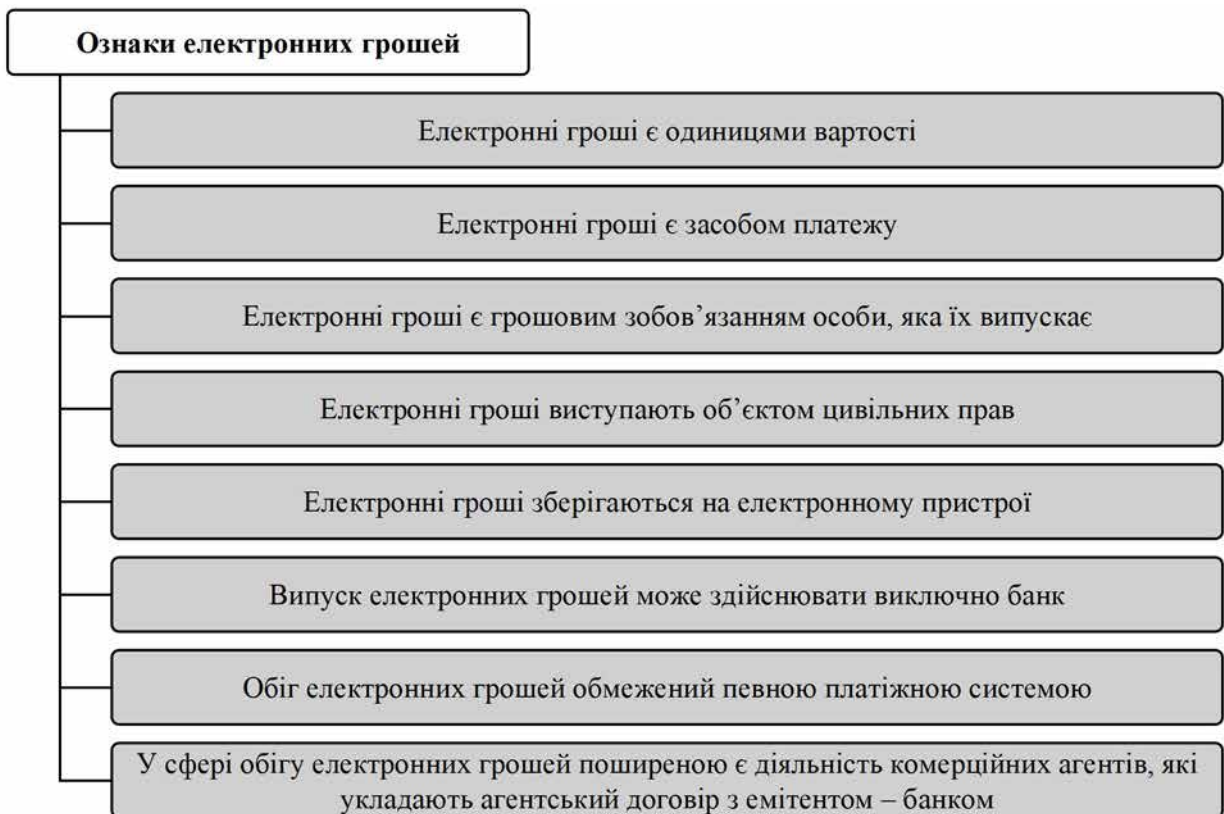 Ознаки електронних грошей
Електронні гроші є одиницями вартості
Електронні гроші є засобом платежу
Електронні гроші є грошовим зобов’язанням особи, яка їх випускає
Електронні гроші виступають об’єктом цивільних прав
Електронні гроші зберігаються на електронному пристрої
Випуск електронних грошей може здійснювати виключно банк
Обіг електронних грошей обмежений певною платіжною системою
У сфері обігу електронних грошей поширеною є діяльність комерційних агентів, які
укладають агентський договір з емітентом – банком